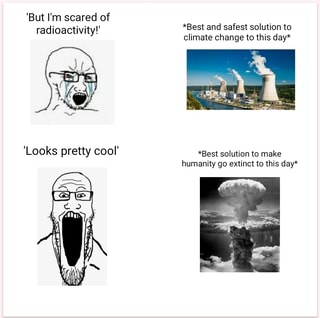 'But I'm scared of
radioactivity!'
*Best and safest solution to
climate change to this day*
'Looks pretty cool'
*Best solution to make
humanity go extinct to this day*